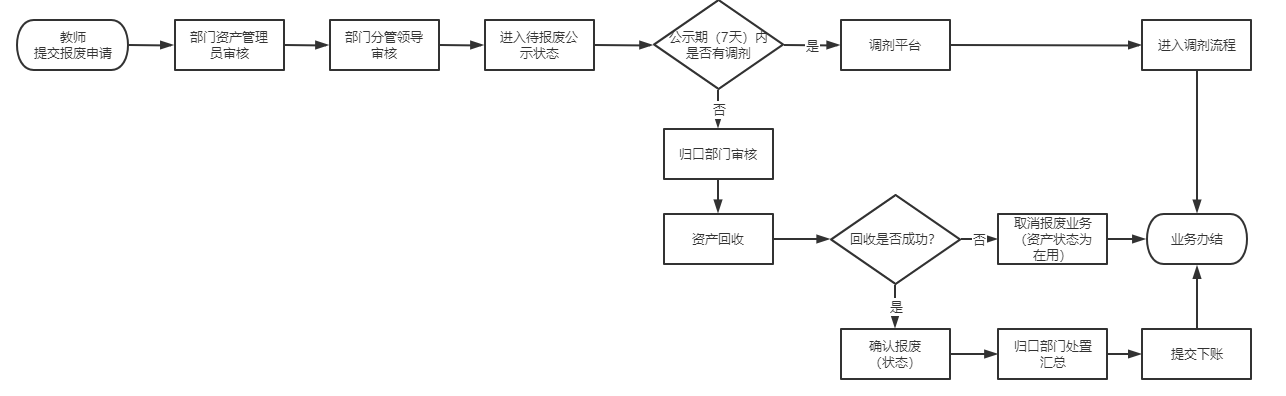 教师
提交报废申请
部门资产管理
员审核
部门分管领导
审核
进入待报废公
示状态
公示期（7天）内
是否有调剂
是
调剂平台
进入调剂流程
否
归口部门审核
资产回收
回收是否成功?
否
取消报废业务
（资产状态为
在用）
业务办结
是
确认报废
（状态）
归口部门处置
汇总
提交下账